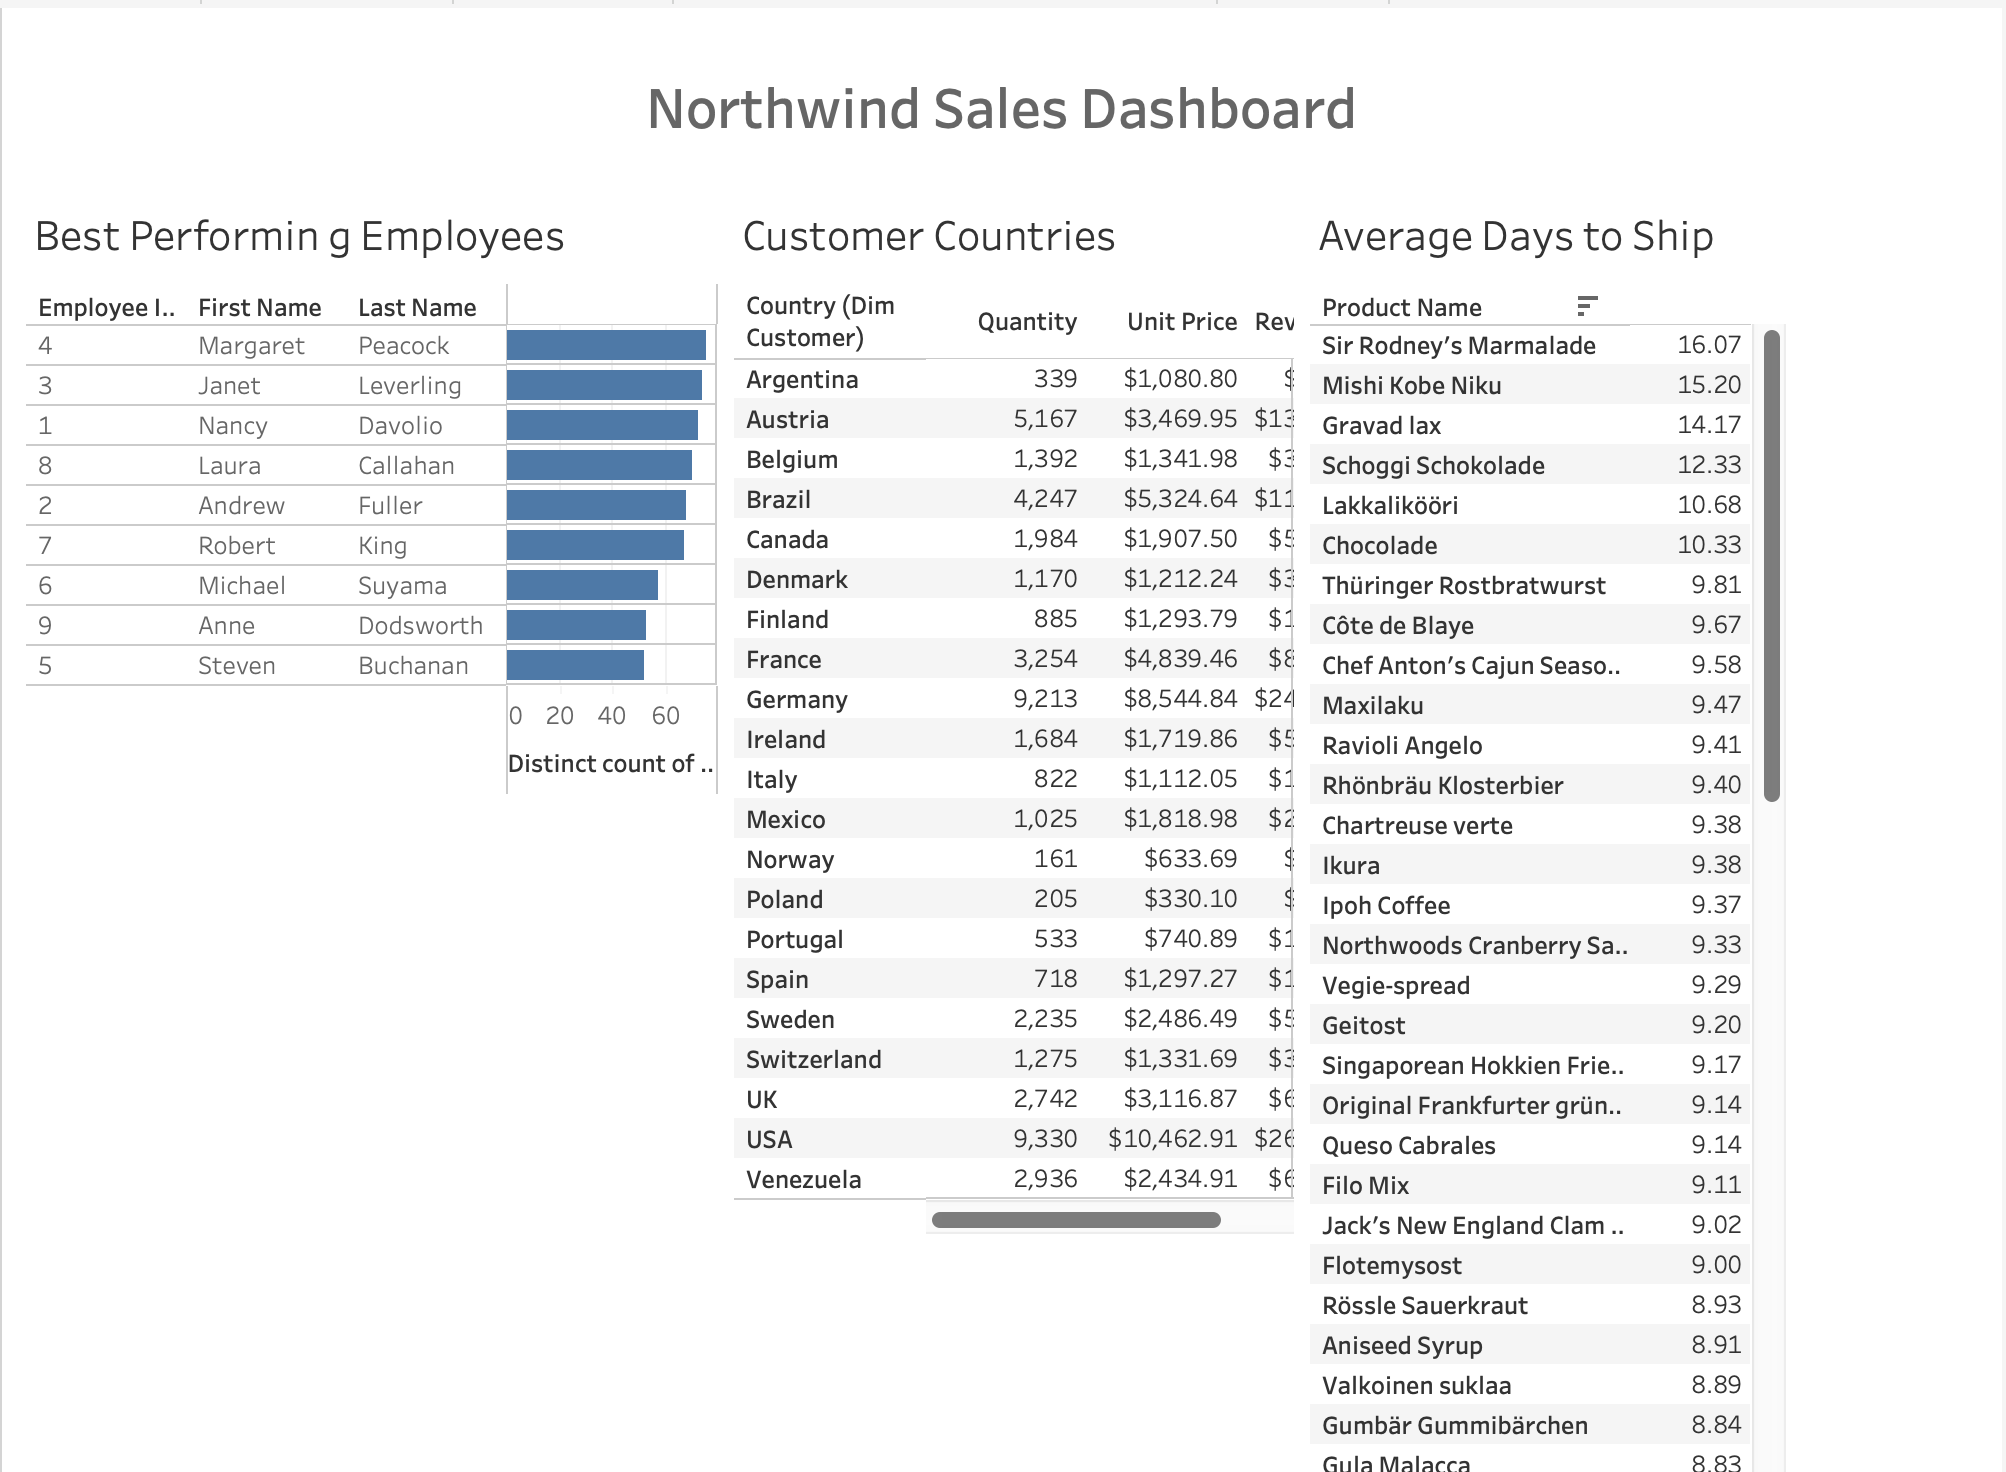 Northwind Sales Dashboard
Best Performin g Employees
Employee I.. First Name Last Name
4 Margaret Peacock
3 Janet Leverling
1 Nancy Davolio
8 Laura Callahan
2 Andrew Fuller
7 Robert King
6 Michael Suyama
9 Anne Dodsworth
5 Steven Buchanan
0 20 40 60
Distinct count of ..
Customer Countries
Country (Dim
Customer) Quantity Unit Price Rev
Argentina 339 $1,080.80 $
Austria 5,167 $3,469.95 $13
Belgium 1,392 $1,341.98 $3
Brazil 4,247 $5,324.64 $11
Canada 1,984 $1,907.50 $5
Denmark 1,170 $1,212.24 $3
Finland 885 $1,293.79 $1
France 3,254 $4,839.46 $8
Germany 9,213 $8,544.84 $24
Ireland 1,684 $1,719.86 $5
Italy 822 $1,112.05 $1
Mexico 1,025 $1,818.98 $2
Norway 161 $633.69 $
Poland 205 $330.10 $
Portugal 533 $740.89 $1
Spain 718 $1,297.27 $1
Sweden 2,235 $2,486.49 $5
Switzerland 1,275 $1,331.69 $3
UK 2,742 $3,116.87 $6
USA 9,330 $10,462.91 $26
Venezuela 2,936 $2,434.91 $6
Average Days to Ship
Product Name
Sir Rodney's Marmalade 16.07
Mishi Kobe Niku 15.20
Gravad lax 14.17
Schoggi Schokolade 12.33
Lakkalikööri 10.68
Chocolade 10.33
Thüringer Rostbratwurst 9.81
Côte de Blaye 9.67
Chef Anton's Cajun Seaso.. 9.58
Maxilaku 9.47
Ravioli Angelo 9.41
Rhönbräu Klosterbier 9.40
Chartreuse verte 9.38
Ikura 9.38
Ipoh Coffee 9.37
Northwoods Cranberry Sa.. 9.33
Vegie-spread 9.29
Geitost 9.20
Singaporean Hokkien Frie.. 9.17
Original Frankfurter grün.. 9.14
Queso Cabrales 9.14
Filo Mix 9.11
Jack's New England Clam .. 9.02
Flotemysost 9.00
Rössle Sauerkraut 8.93
Aniseed Syrup 8.91
Valkoinen suklaa 8.89
Gumbär Gummibärchen 8.84
Gula Malacca 8.83